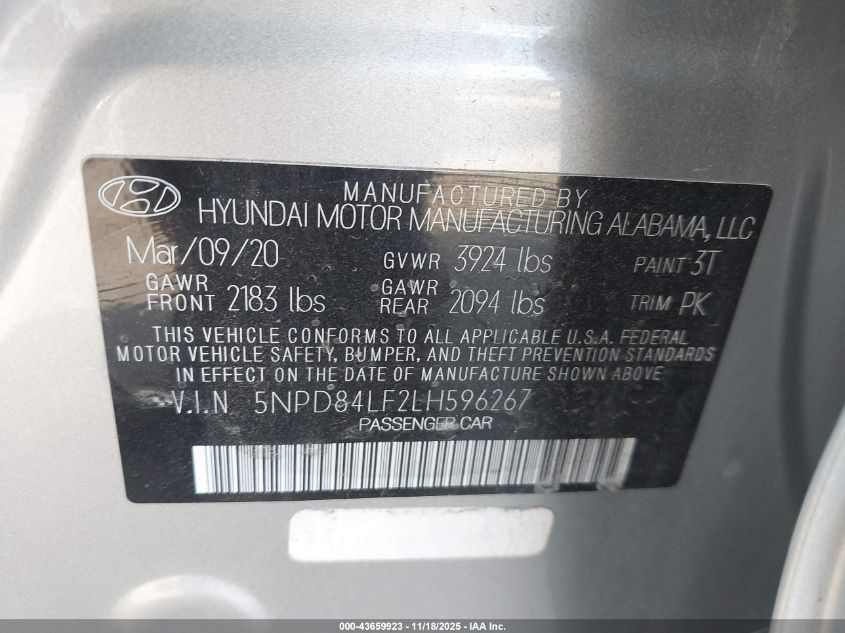 MANUFACTURED BY
HYUNDAI MOTOR MANUFACTURING ALABAMA, LLC
Mar/09/20 GVWR 3924 lbs PAINT 3T
GAWR FRONT 2183 lbs GAWR REAR 2094 lbs TRIM PK
THIS VEHICLE CONFORMS TO ALL APPLICABLE U.S.A. FEDERAL
MOTOR VEHICLE SAFETY, BUMPER, AND THEFT PREVENTION STANDARDS
IN EFFECT ON THE DATE OF MANUFACTURE SHOWN ABOVE.
V.I.N 5NPD84LF2LH596267
PASSENGER CAR
000-43659923 - 11/18/2025 - IAA Inc.